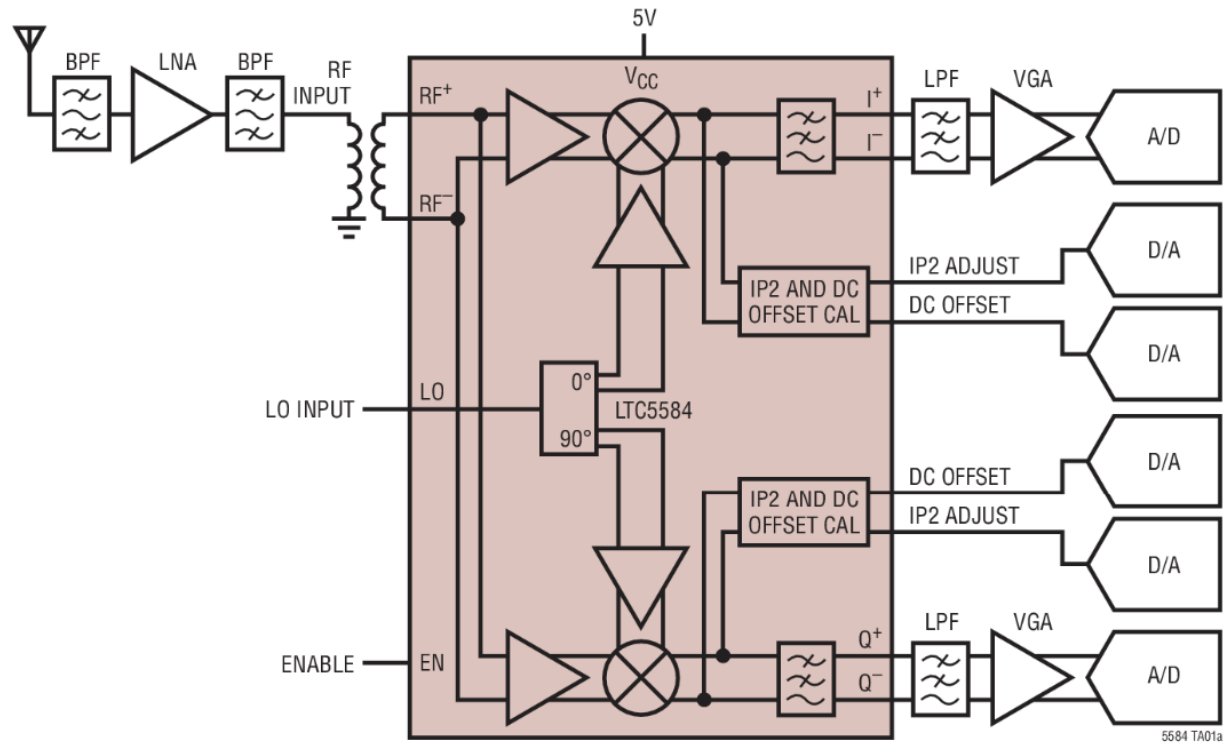 5V
BPF
LNA
BPF
RF
INPUT
RF+
VCC
I+
I−
LPF
VGA
A/D
RF−
D/A
IP2 AND DC
OFFSET CAL
IP2 ADJUST
DC OFFSET
D/A
LO INPUT
LO
0°
90°
LTC5584
D/A
IP2 AND DC
OFFSET CAL
DC OFFSET
IP2 ADJUST
D/A
ENABLE
EN
Q+
Q−
LPF
VGA
A/D
5584 TA01a